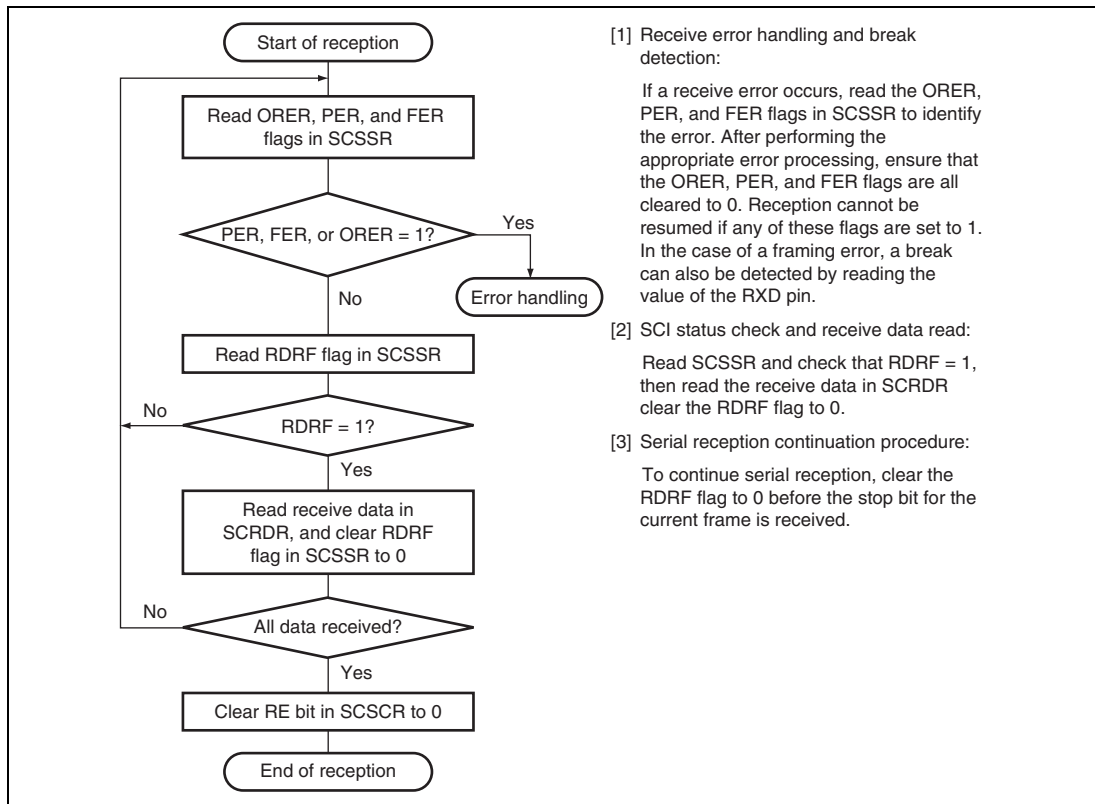 Start of reception
Read ORER, PER, and FER
flags in SCSSR
PER, FER, or ORER = 1?
Yes
Error handling
No
Read RDRF flag in SCSSR
No
RDRF = 1?
Yes
Read receive data in
SCRDR, and clear RDRF
flag in SCSSR to 0
No
All data received?
Yes
Clear RE bit in SCSCR to 0
End of reception
[1] Receive error handling and break
detection:
If a receive error occurs, read the ORER,
PER, and FER flags in SCSSR to identify
the error. After performing the
appropriate error processing, ensure that
the ORER, PER, and FER flags are all
cleared to 0. Reception cannot be
resumed if any of these flags are set to 1.
In the case of a framing error, a break
can also be detected by reading the
value of the RXD pin.
[2] SCI status check and receive data read:
Read SCSSR and check that RDRF = 1,
then read the receive data in SCRDR
clear the RDRF flag to 0.
[3] Serial reception continuation procedure:
To continue serial reception, clear the
RDRF flag to 0 before the stop bit for the
current frame is received.